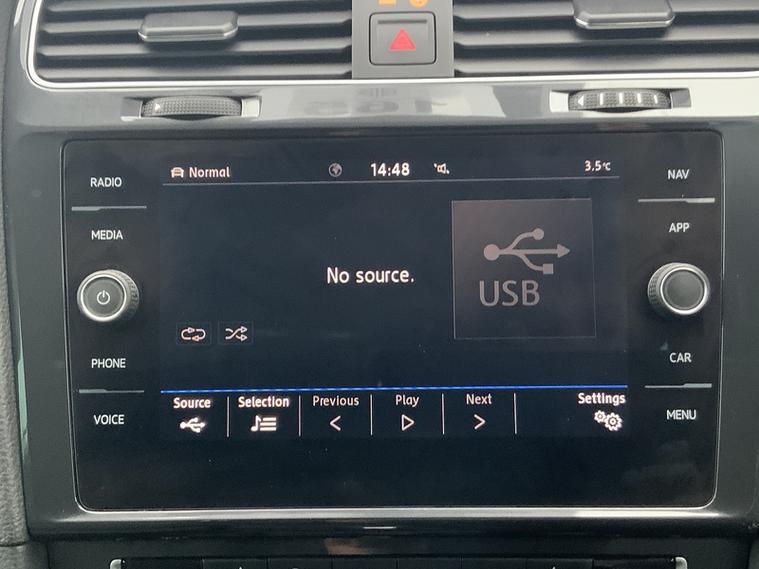 Normal
14:48
3.5°C
RADIO
NAV
MEDIA
APP
No source.
USB
PHONE
CAR
Source
Selection
Previous
Play
Next
Settings
VOICE
MENU